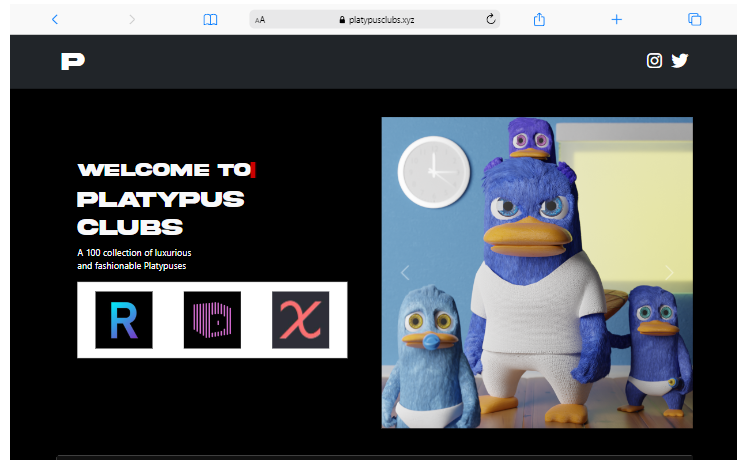 AA platypusclubs.xyz
P
WELCOME TO
PLATYPUS
CLUBS
A 100 collection of luxurious
and fashionable Platypuses
R